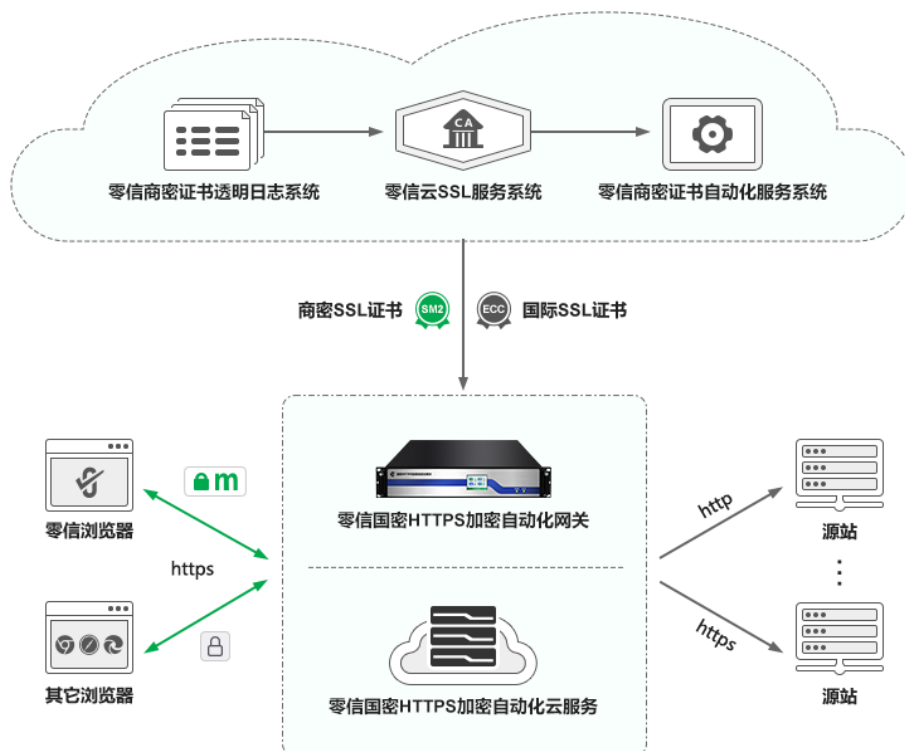 CA
零信商密证书透明日志系统
零信云SSL服务系统
零信商密证书自动化服务系统
商密SSL证书
SM2
ECC
国际SSL证书
m
零信浏览器
零信国密HTTPS加密自动化网关
http
源站
https
https
其它浏览器
零信国密HTTPS加密自动化云服务
源站